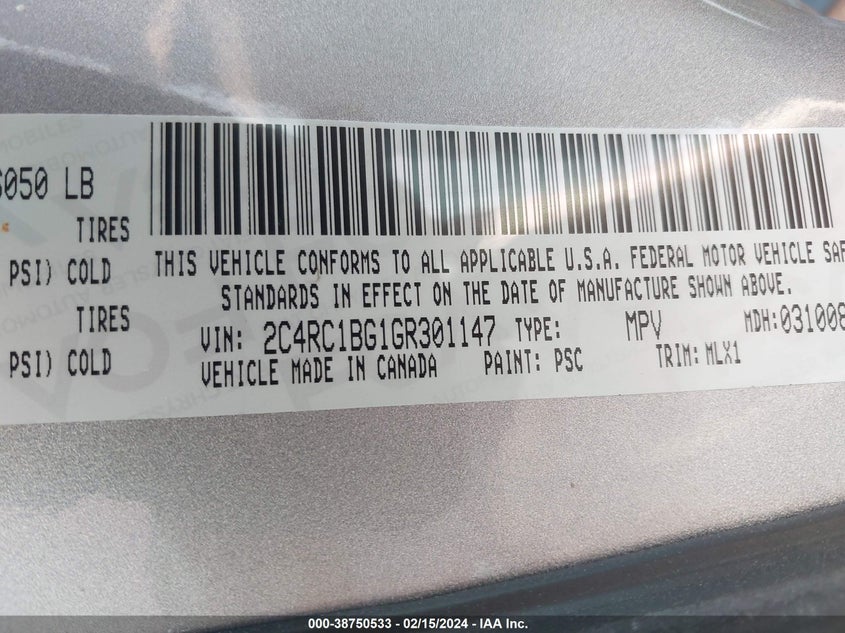 6050 LB
TIRES
PSI) COLD
TIRES
PSI) COLD
THIS VEHICLE CONFORMS TO ALL APPLICABLE U.S.A. FEDERAL MOTOR VEHICLE SAF
STANDARDS IN EFFECT ON THE DATE OF MANUFACTURE SHOWN ABOVE.
VIN: 2C4RC1BG1GR301147 TYPE: MPV MDH:031008
VEHICLE MADE IN CANADA PAINT: PSC TRIM: MLX1
000-38750533 - 02/15/2024 - IAA Inc.